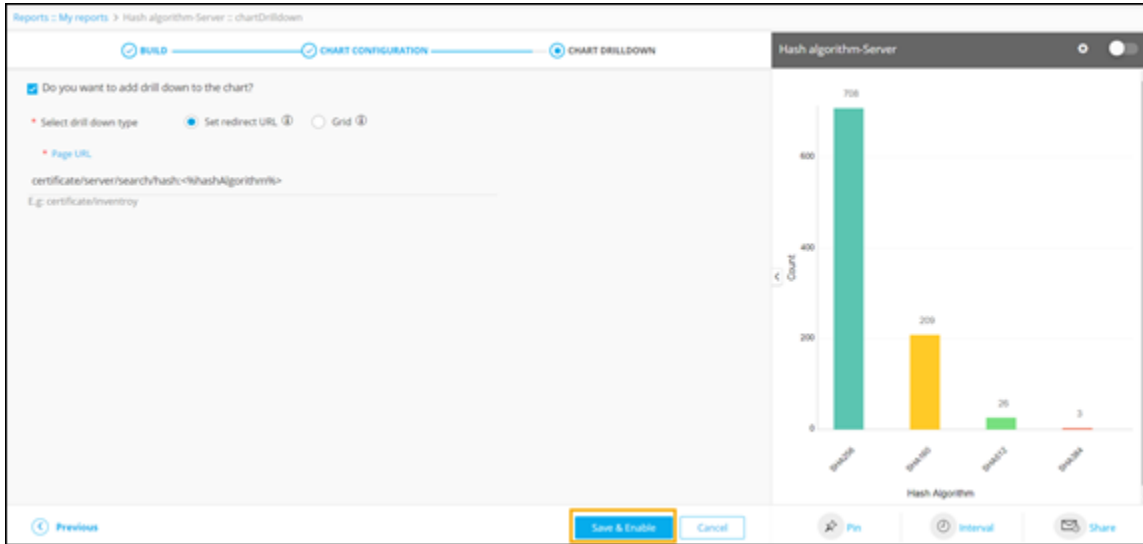 Reports :: My reports > Hash algorithm-Server :: chartDrilldown
BUILD
CHART CONFIGURATION
CHART DRILLDOWN
Do you want to add drill down to the chart?
* Select drill down type
Set redirect URL
Grid
* Page URL
certificate/server/search/hash:<%hashAlgorithm%>
E.g: certificate/inventroy
Previous
Save & Enable
Cancel
Hash algorithm-Server
708
600
400
209
200
26
3
0
Count
SHA256
SHA160
SHA512
SHA384
Hash Algorithm
Pin
Interval
Share